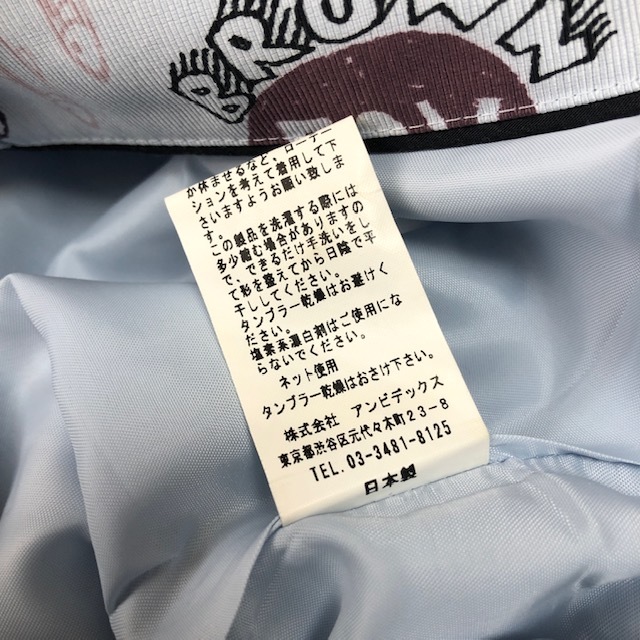 BROWN
か休ませるなど、ローテー
ションを考えて着用して下
さいますようお願い致しま
す。
この製品を洗濯する際には
多少縮む場合がありますの
で、できるだけ手洗いをし
て形を整えてから日陰で平
干ししてください。
タンブラー乾燥はお避けく
ださい。
塩素系漂白剤はご使用にな
らないでください。
ネット使用
タンブラー乾燥はおさけ下さい。
株式会社 アンビデックス
東京都渋谷区元代々木町23-8
TEL.03-3481-8125
日本製